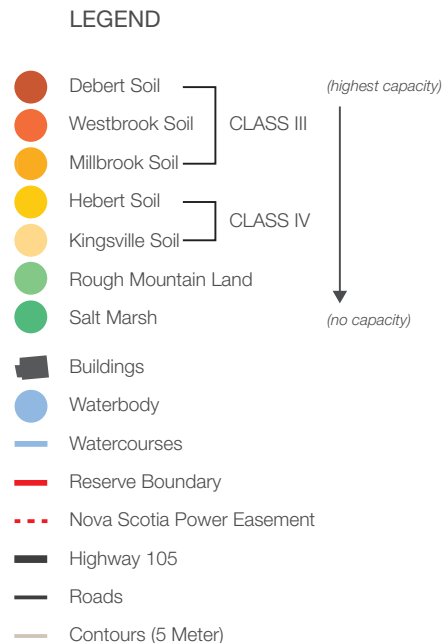 LEGEND
Debert Soil
(highest capacity)
Westbrook Soil
CLASS III
Millbrook Soil
Hebert Soil
CLASS IV
Kingsville Soil
Rough Mountain Land
Salt Marsh
(no capacity)
Buildings
Waterbody
Watercourses
Reserve Boundary
Nova Scotia Power Easement
Highway 105
Roads
Contours (5 Meter)